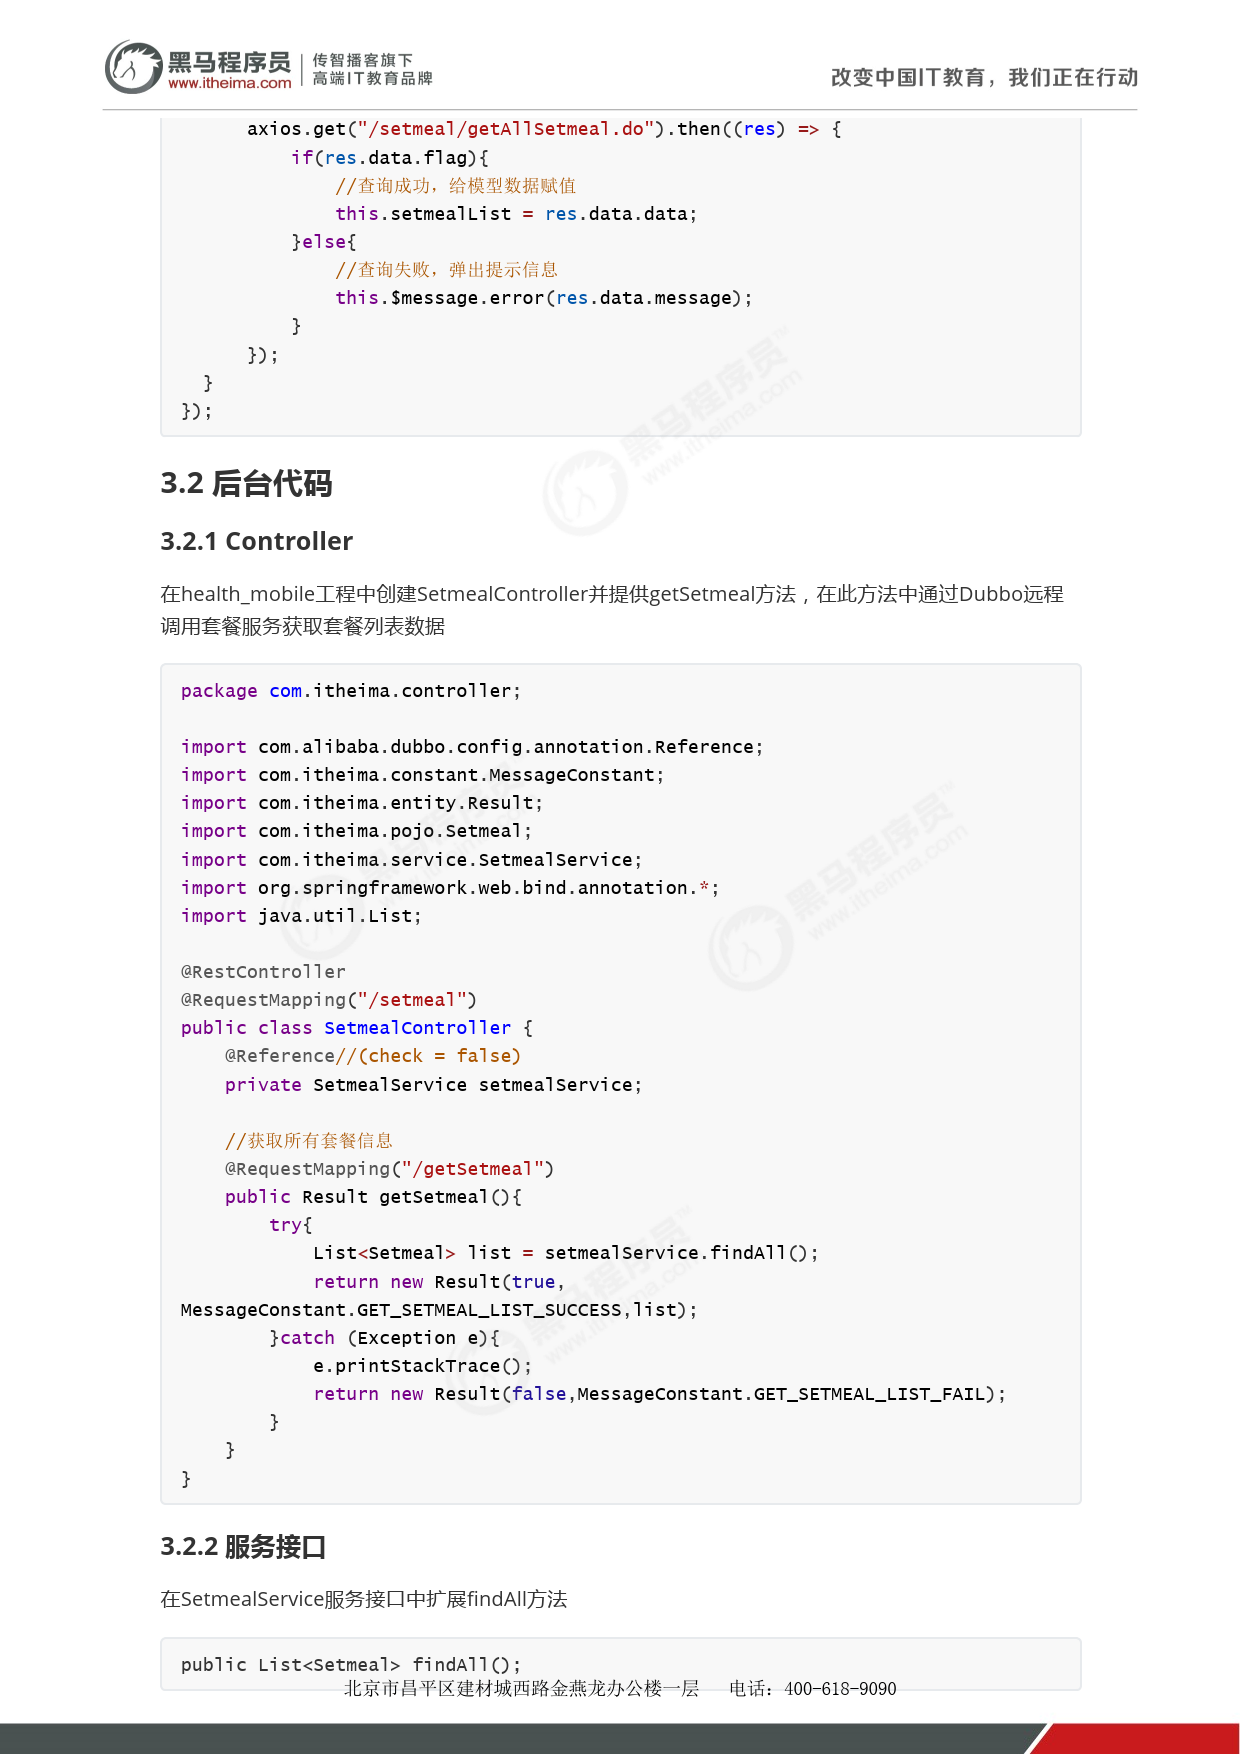 黑马程序员
www.itheima.com
传智播客旗下
高端IT教育品牌
改变中国IT教育，我们正在行动
axios.get("/setmeal/getAllSetmeal.do").then((res) => {
if(res.data.flag){
//查询成功，给模型数据赋值
this.setmealList = res.data.data;
}else{
//查询失败，弹出提示信息
this.$message.error(res.data.message);
}
});
}
});
3.2 后台代码
3.2.1 Controller
在health_mobile工程中创建SetmealController并提供getSetmeal方法，在此方法中通过Dubbo远程
调用套餐服务获取套餐列表数据
package com.itheima.controller;
import com.alibaba.dubbo.config.annotation.Reference;
import com.itheima.constant.MessageConstant;
import com.itheima.entity.Result;
import com.itheima.pojo.Setmeal;
import com.itheima.service.SetmealService;
import org.springframework.web.bind.annotation.*;
import java.util.List;
@RestController
@RequestMapping("/setmeal")
public class SetmealController {
@Reference//(check = false)
private SetmealService setmealService;
//获取所有套餐信息
@RequestMapping("/getSetmeal")
public Result getSetmeal(){
try{
List<Setmeal> list = setmealService.findAll();
return new Result(true,
MessageConstant.GET_SETMEAL_LIST_SUCCESS,list);
}catch (Exception e){
e.printStackTrace();
return new Result(false,MessageConstant.GET_SETMEAL_LIST_FAIL);
}
}
}
3.2.2 服务接口
在SetmealService服务接口中扩展findAll方法
public List<Setmeal> findAll();
北京市昌平区建材城西路金燕龙办公楼一层 电话：400-618-9090